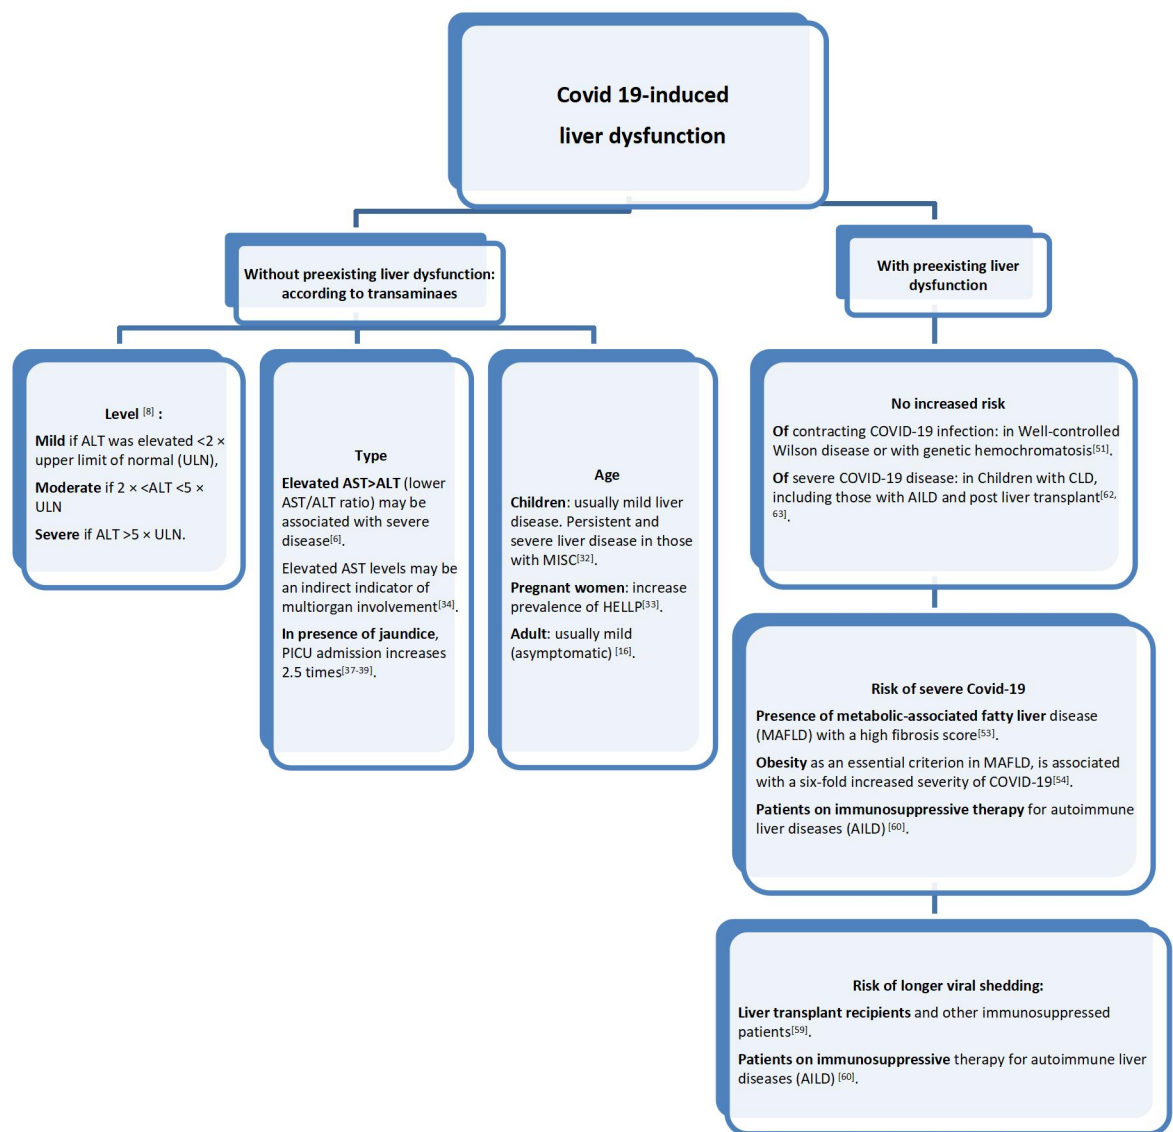 Covid 19-induced
liver dysfunction
Without preexisting liver dysfunction:
according to transaminaes
With preexisting liver
dysfunction
Level [8] :
Mild if ALT was elevated <2 ×
upper limit of normal (ULN),
Moderate if 2 × <ALT <5 ×
ULN
Severe if ALT >5 × ULN.
Type
Elevated AST>ALT (lower
AST/ALT ratio) may be
associated with severe
disease[6].
Elevated AST levels may be
an indirect indicator of
multiorgan involvement[34].
In presence of jaundice,
PICU admission increases
2.5 times[37-39].
Age
Children: usually mild liver
disease. Persistent and
severe liver disease in those
with MISC[32].
Pregnant women: increase
prevalence of HELLP[33].
Adult: usually mild
(asymptomatic) [16].
No increased risk
Of contracting COVID-19 infection: in Well-controlled
Wilson disease or with genetic hemochromatosis[51].
Of severe COVID-19 disease: in Children with CLD,
including those with AILD and post liver transplant[62,
63].
Risk of severe Covid-19
Presence of metabolic-associated fatty liver disease
(MAFLD) with a high fibrosis score[53].
Obesity as an essential criterion in MAFLD, is associated
with a six-fold increased severity of COVID-19[54].
Patients on immunosuppressive therapy for autoimmune
liver diseases (AILD) [60].
Risk of longer viral shedding:
Liver transplant recipients and other immunosuppressed
patients[59].
Patients on immunosuppressive therapy for autoimmune liver
diseases (AILD) [60].